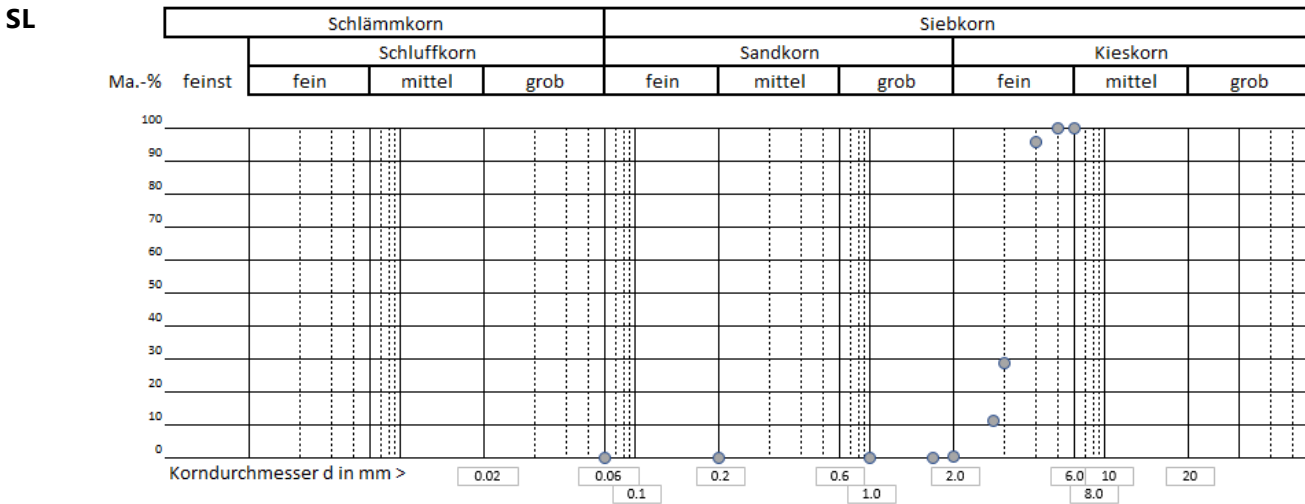 SL
Schlämmkorn Siebkorn
Schluffkorn Sandkorn Kieskorn
Ma.-% feinst fein mittel grob fein mittel grob fein mittel grob
100
90
80
70
60
50
40
30
20
10
0
Korndurchmesser d in mm > 0.02 0.06 0.2 0.6 2.0 6.0 10 20
0.1 1.0 8.0